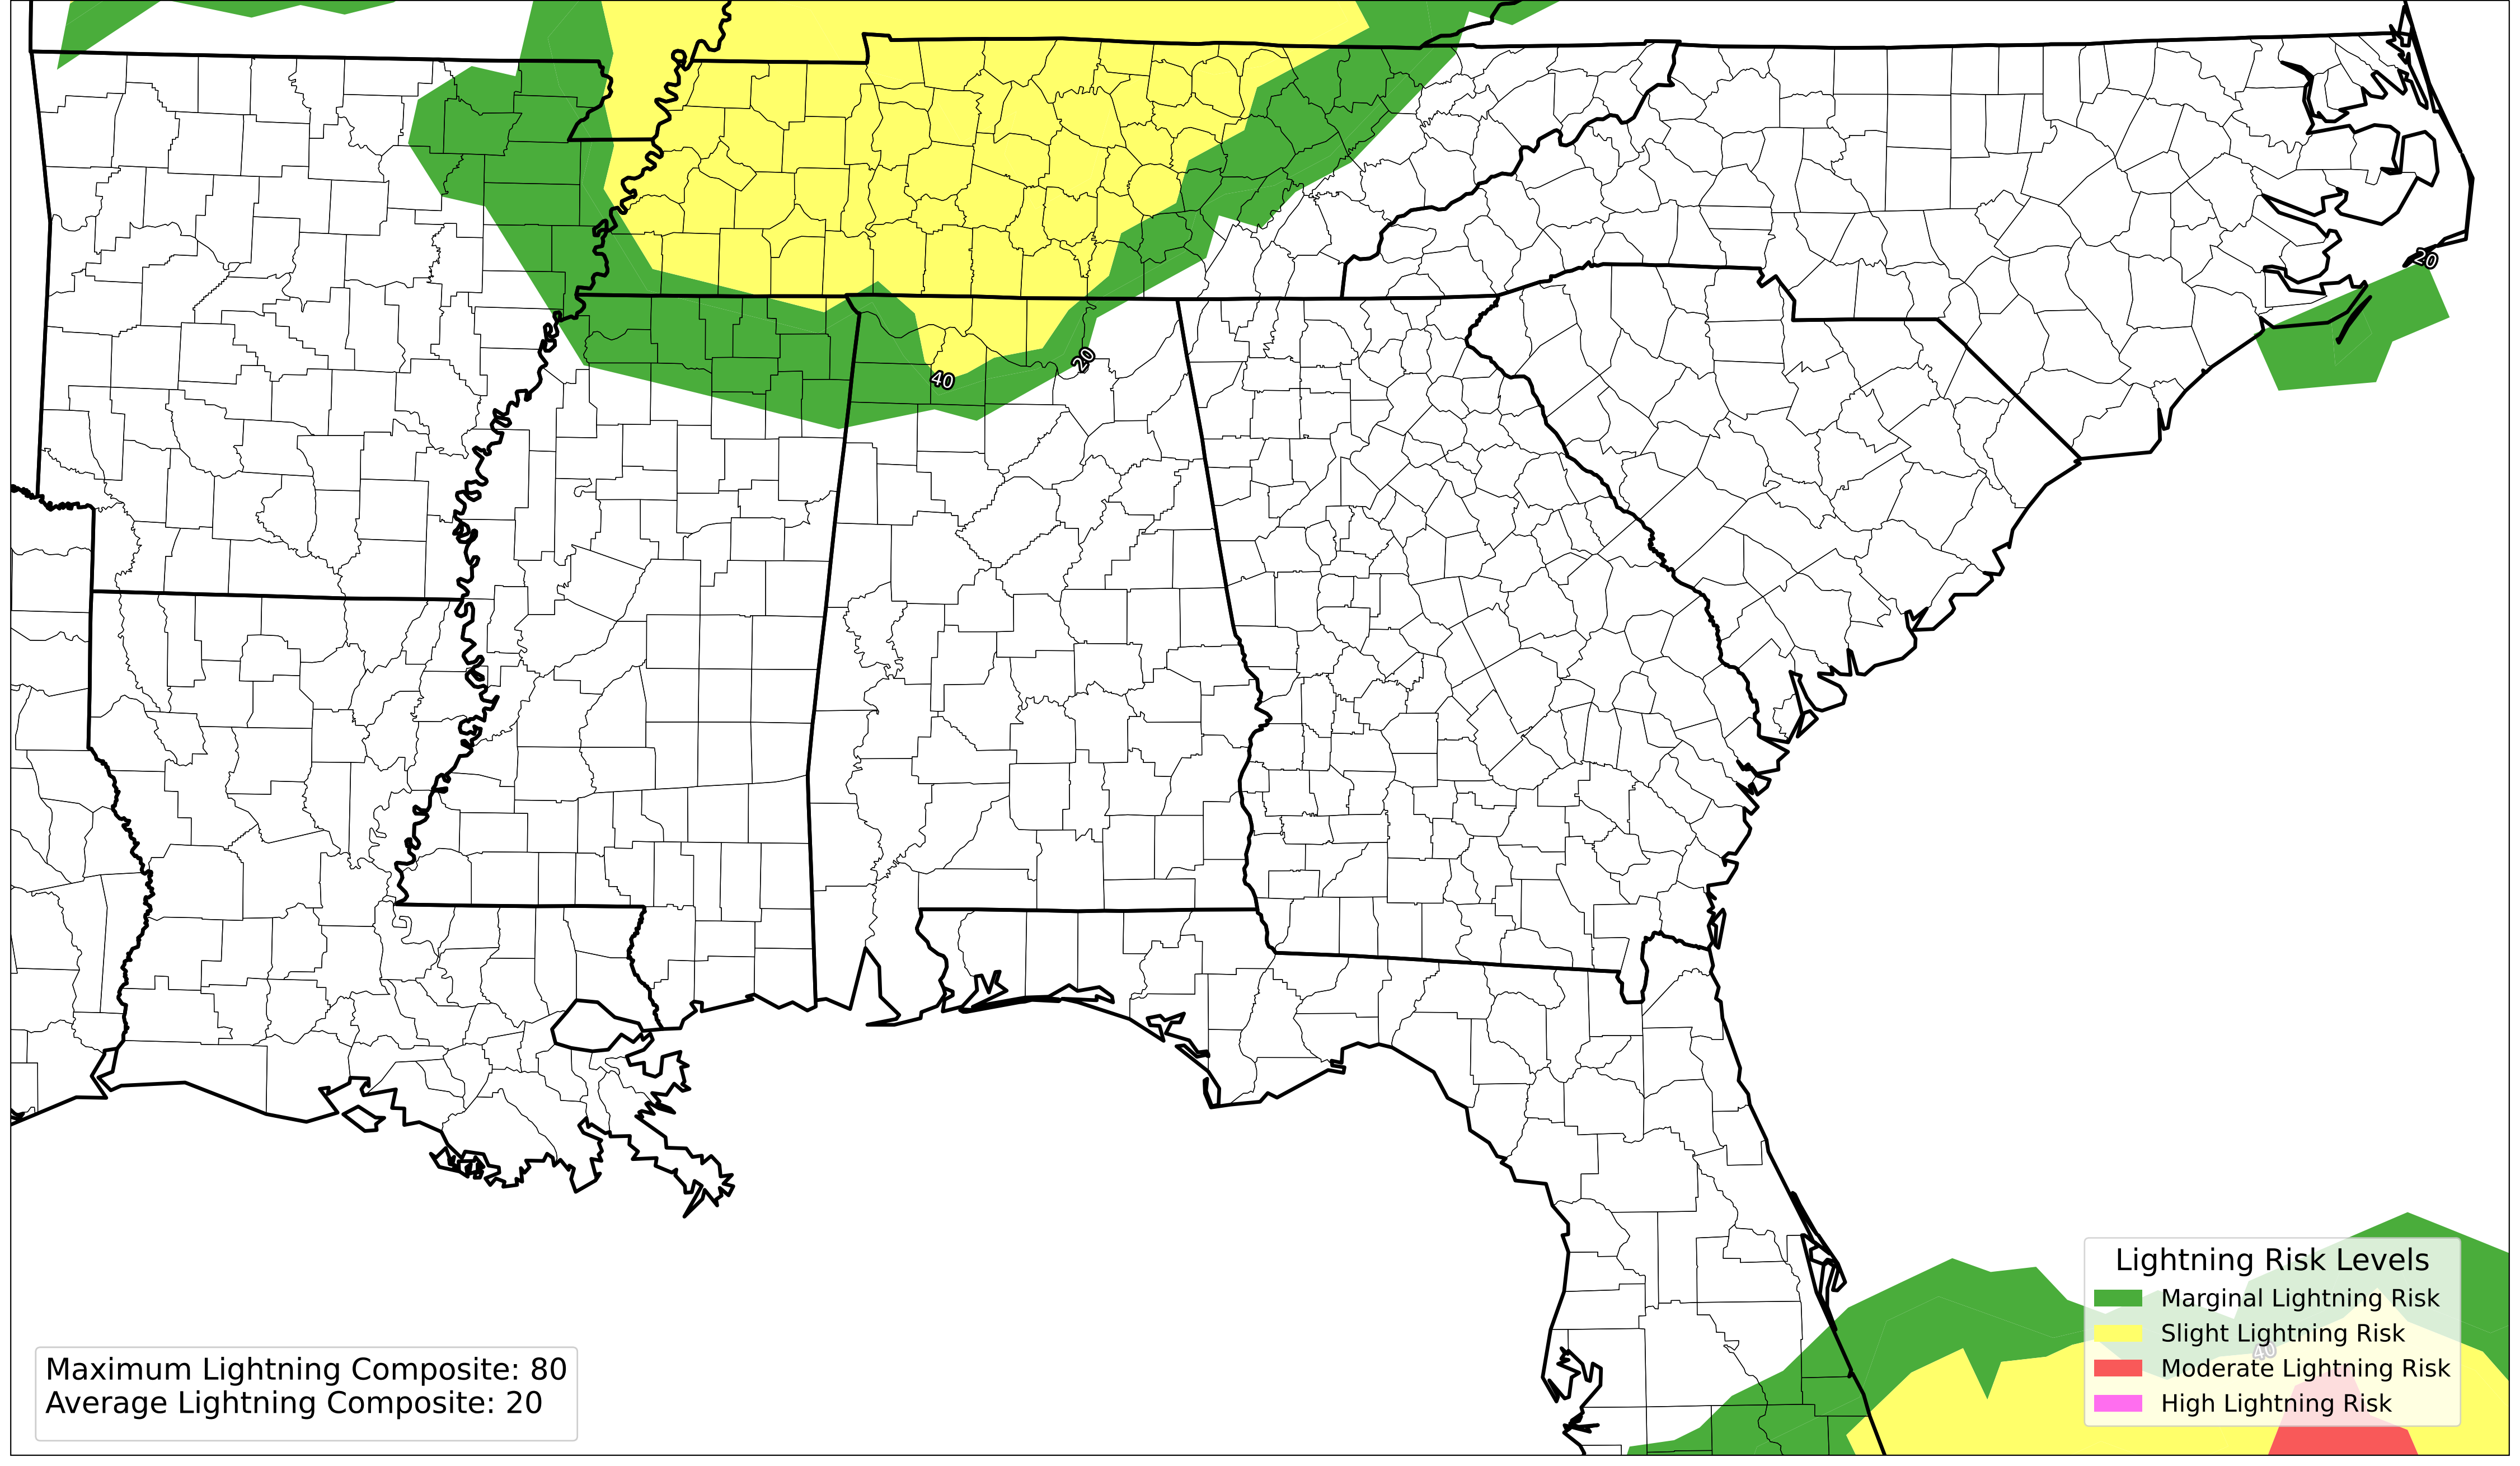 20
20
40
40
Lightning Risk Levels
Marginal Lightning Risk
Slight Lightning Risk
Moderate Lightning Risk
High Lightning Risk
Maximum Lightning Composite: 80
Average Lightning Composite: 20